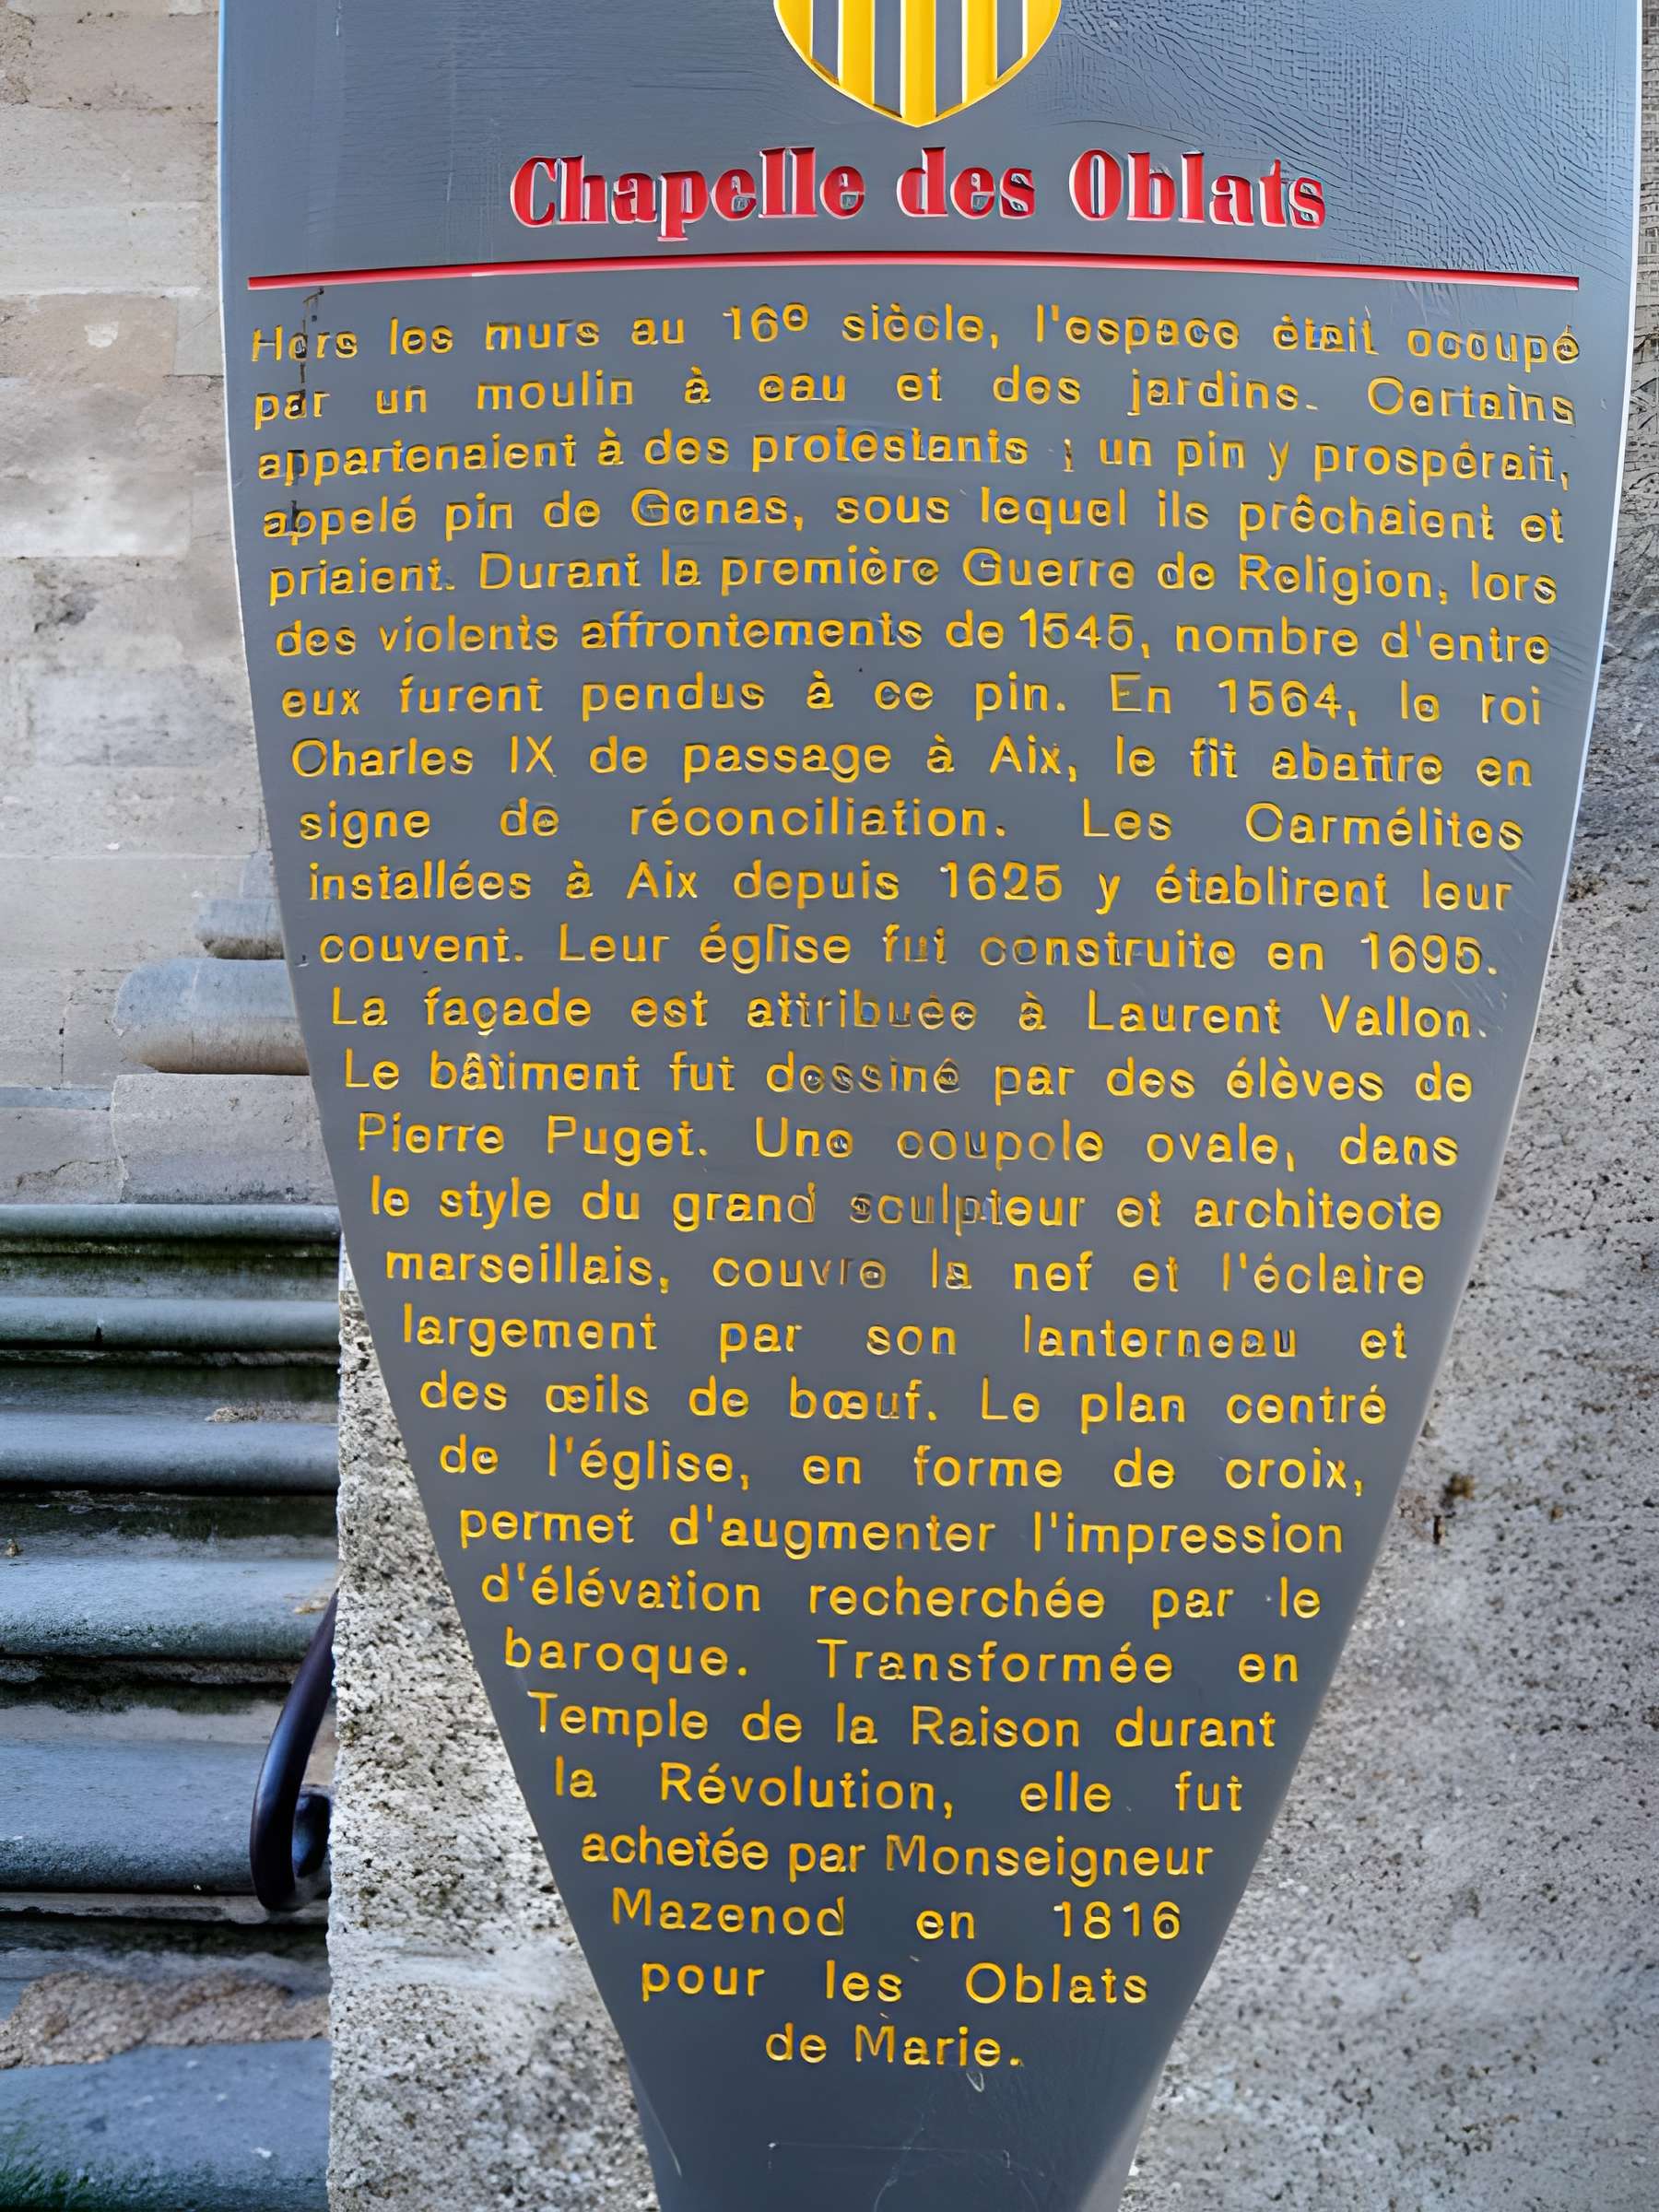 Chapelle des Oblats
Hors les murs au 16e siècle, l'espace était occupé
par un moulin à eau et des jardins. Certains
appartenaient à des protestants ; un pin y prospérait,
appelé pin de Genas, sous lequel ils prêchaient et
priaient. Durant la première Guerre de Religion, lors
des violents affrontements de 1545, nombre d'entre
eux furent pendus à ce pin. En 1564, le roi
Charles IX de passage à Aix, le fit abattre en
signe de réconciliation. Les Carmélites
installées à Aix depuis 1625 y établirent leur
couvent. Leur église fut construite en 1695.
La façade est attribuée à Laurent Vallon.
Le bâtiment fut dessiné par des élèves de
Pierre Puget. Une coupole ovale, dans
le style du grand sculpteur et architecte
marseillais, couvre la nef et l'éclaire
largement par son lanterneau et
des œils de bœuf. Le plan centré
de l'église, en forme de croix,
permet d'augmenter l'impression
d'élévation recherchée par le
baroque. Transformée en
Temple de la Raison durant
la Révolution, elle fut
achetée par Monseigneur
Mazenod en 1816
pour les Oblats
de Marie.